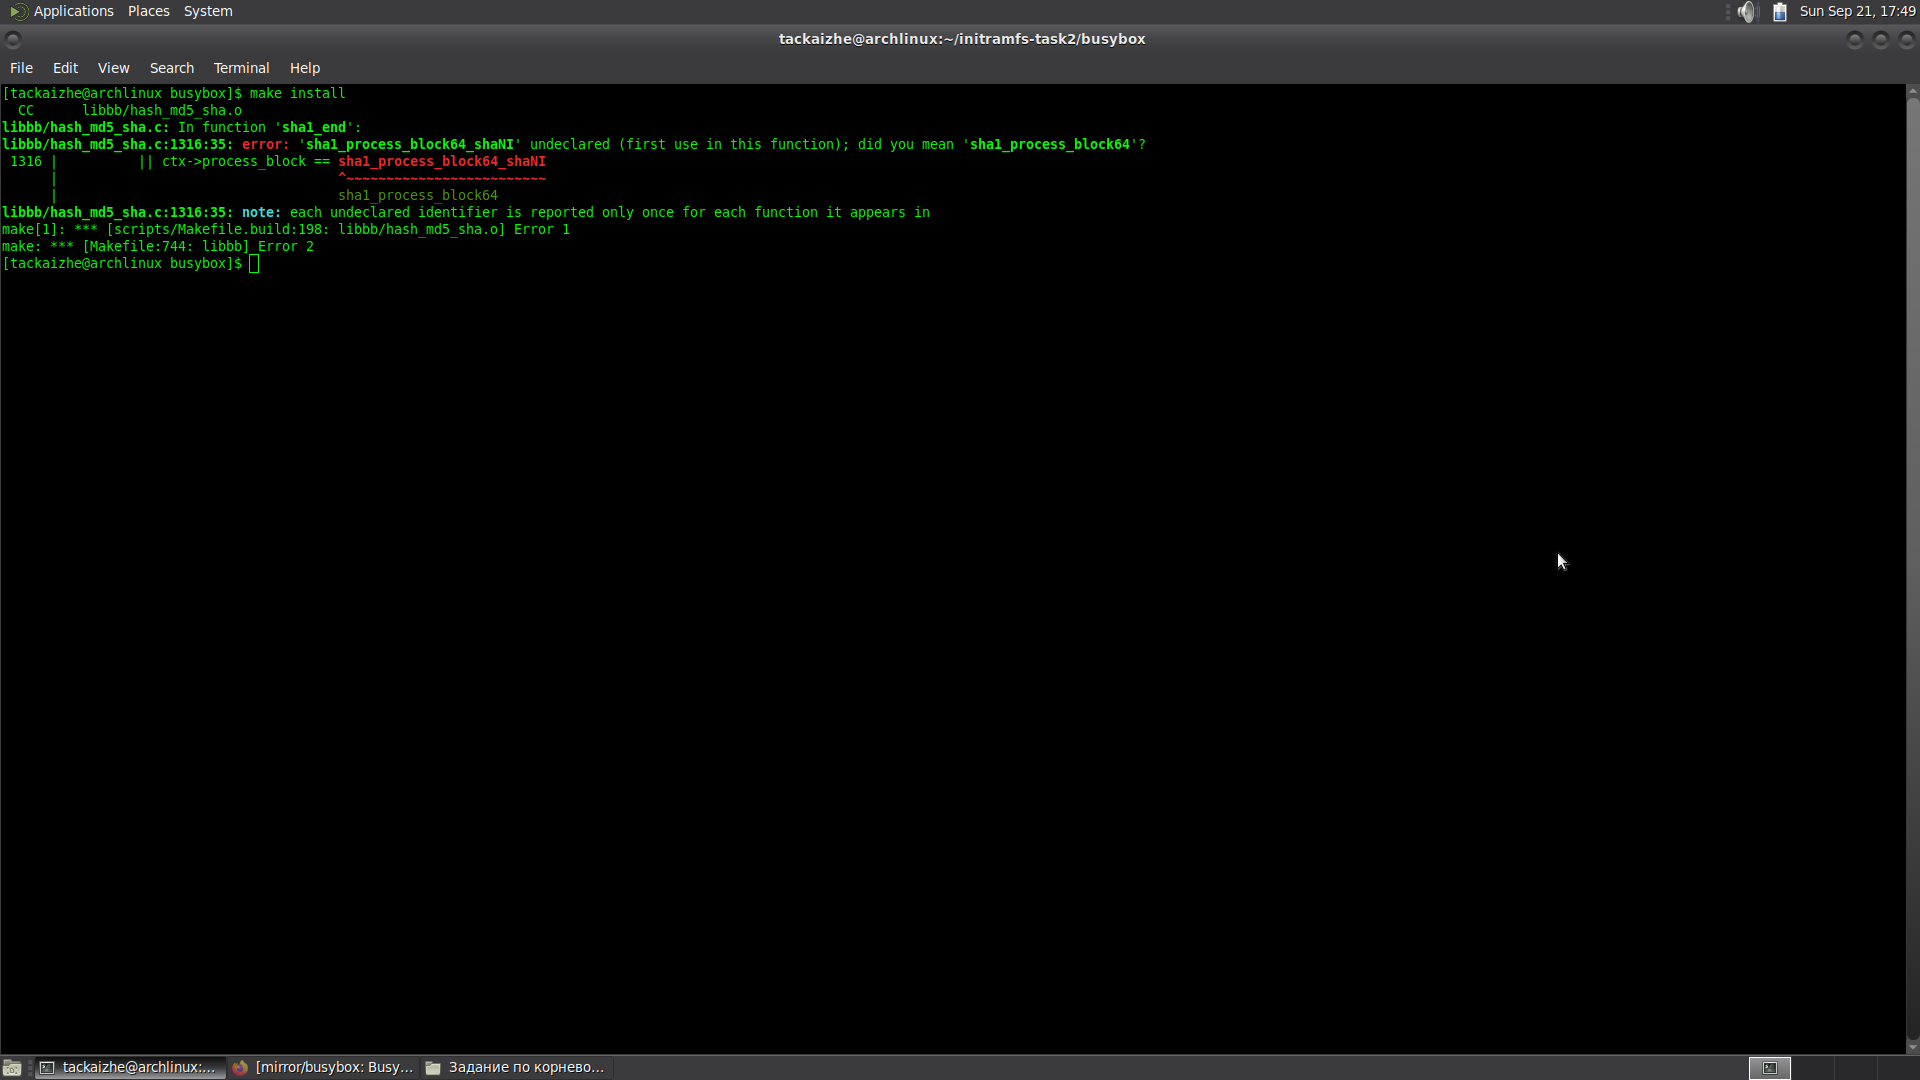 Applications Places System Sun Sep 21, 17:49
tackaizhe@archlinux:~/initramfs-task2/busybox
File Edit View Search Terminal Help
[tackaizhe@archlinux busybox]$ make install
  CC      libbb/hash_md5_sha.o
libbb/hash_md5_sha.c: In function 'sha1_end':
libbb/hash_md5_sha.c:1316:35: error: 'sha1_process_block64_shaNI' undeclared (first use in this function); did you mean 'sha1_process_block64'?
 1316 |          || ctx->process_block == sha1_process_block64_shaNI
      |                                   ^~~~~~~~~~~~~~~~~~~~~~~~~~
      |                                   sha1_process_block64
libbb/hash_md5_sha.c:1316:35: note: each undeclared identifier is reported only once for each function it appears in
make[1]: *** [scripts/Makefile.build:198: libbb/hash_md5_sha.o] Error 1
make: *** [Makefile:744: libbb] Error 2
[tackaizhe@archlinux busybox]$
tackaizhe@archlinux:... [mirror/busybox: Busy... Задание по корнево...